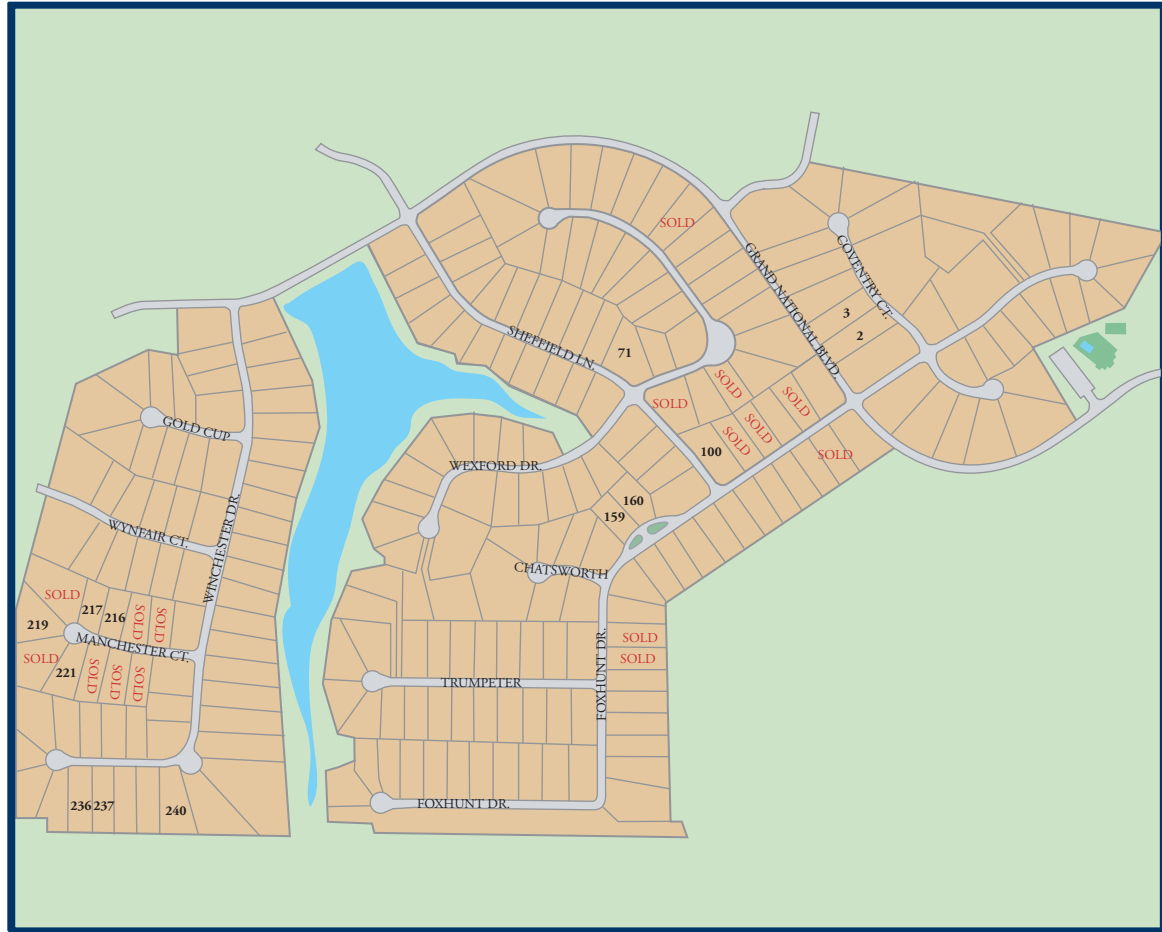 SOLD
GRAND NATIONAL BLVD.
COVENTRY CT.
3
2
SHEFFIELD LN.
71
SOLD
SOLD
SOLD
SOLD
SOLD
SOLD
100
GOLD CUP
WEXFORD DR.
160
159
WYNFAIR CT.
WINCHESTER DR.
CHATSWORTH
SOLD
217
216
SOLD
SOLD
219
MANCHESTER CT.
SOLD
221
SOLD
SOLD
SOLD
SOLD
SOLD
FOXHUNT DR.
TRUMPETER
236
237
240
FOXHUNT DR.